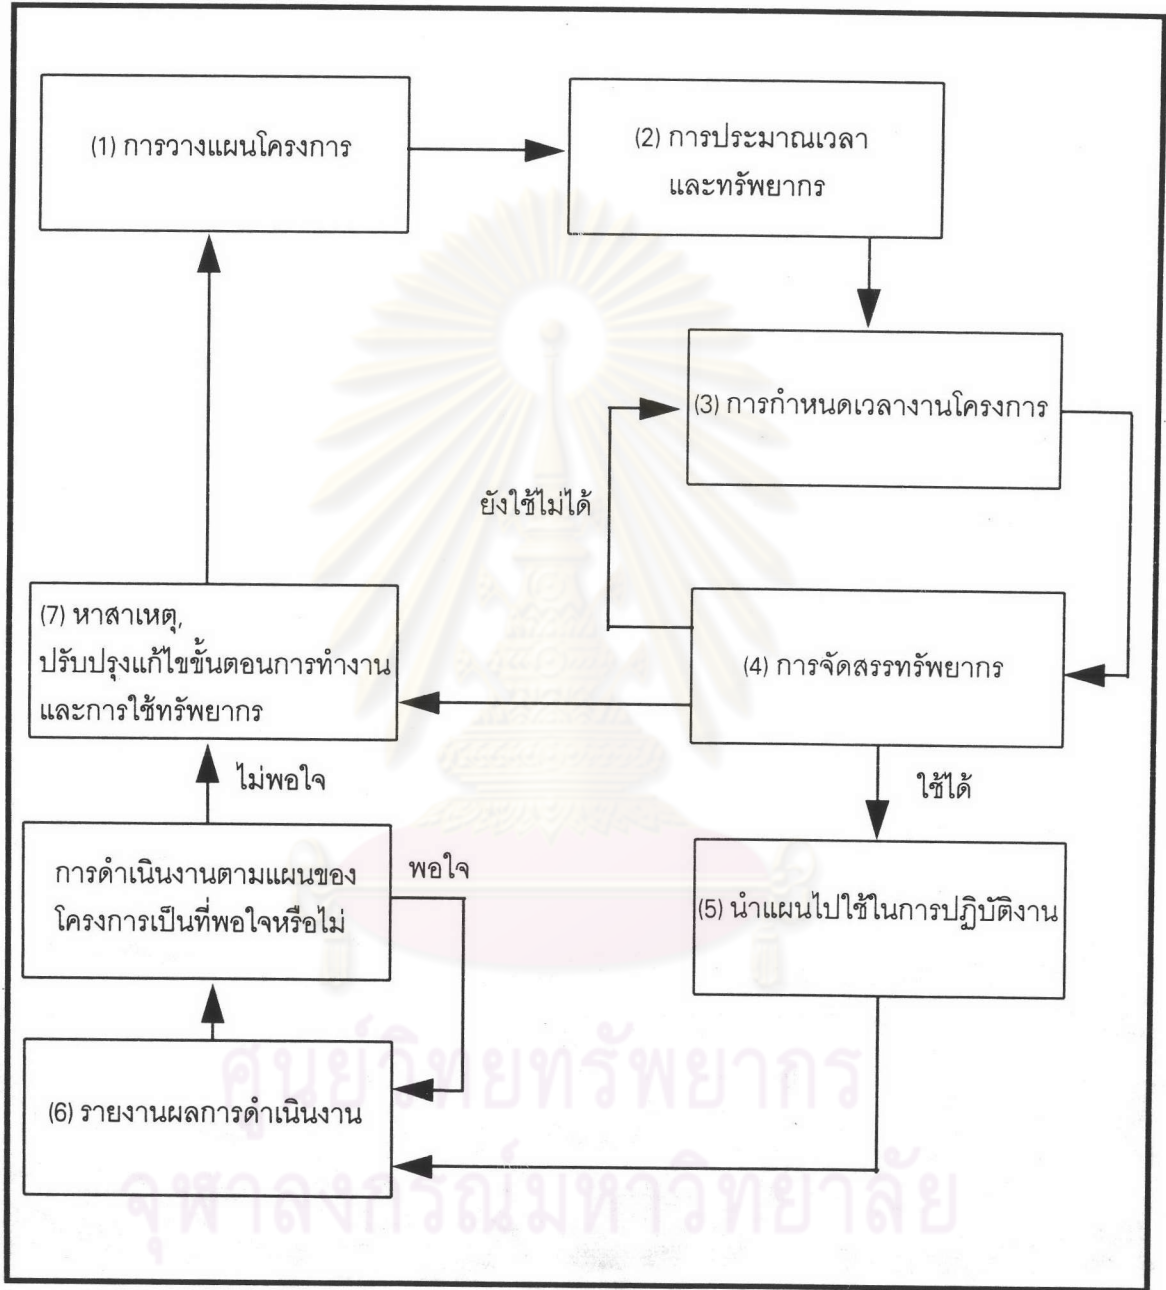 (1) การวางแผนโครงการ
(2) การประมาณเวลา
และทรัพยากร
(3) การกำหนดเวลางานโครงการ
ยังใช้ไม่ได้
(7) หาสาเหตุ,
ปรับปรุงแก้ไขขั้นตอนการทำงาน
และการใช้ทรัพยากร
(4) การจัดสรรทรัพยากร
ไม่พอใจ
ใช้ได้
การดำเนินงานตามแผนของ
โครงการเป็นที่พอใจหรือไม่
พอใจ
(5) นำแผนไปใช้ในการปฏิบัติงาน
(6) รายงานผลการดำเนินงาน
ศูนย์วิทยทรัพยากร
จุฬาลงกรณ์มหาวิทยาลัย